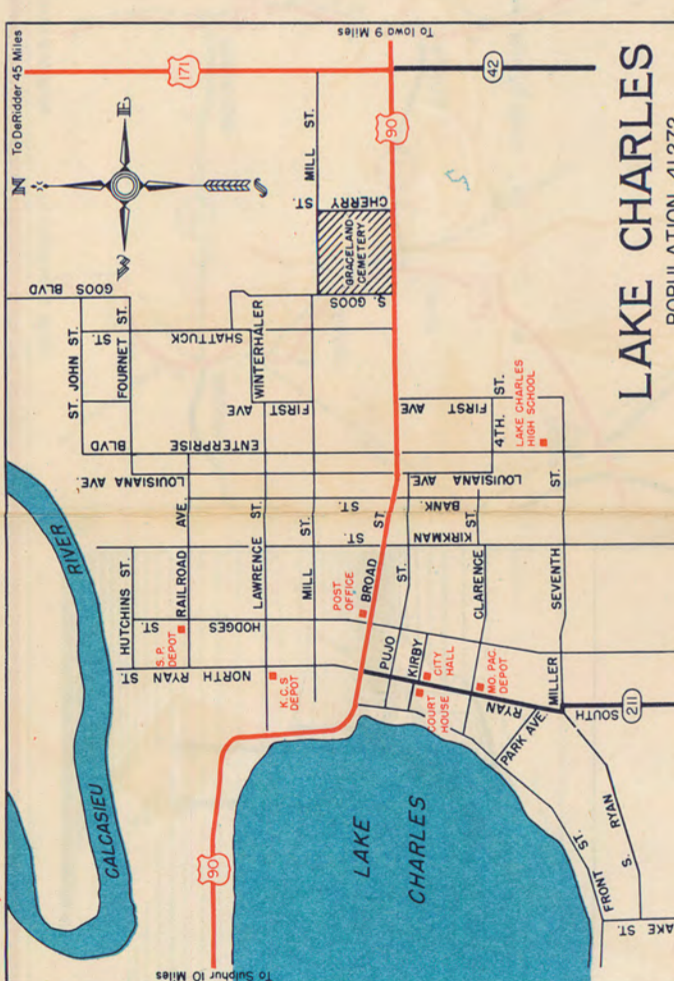 LAKE CHARLES
POPULATION 41,272
N
E
S
W
To DeRidder 45 Miles
To Iowa 9 Miles
To Sulphur 10 Miles
171
42
90
90
211
CALCASIEU
RIVER
LAKE
CHARLES
GOOS BLVD
ST. JOHN ST.
FOURNET ST.
SHATTUCK ST.
WINTERHALER
S. GOOS
GRACELAND
CEMETERY
CHERRY ST.
MILL ST.
FIRST AVE
FIRST AVE
ENTERPRISE BLVD
LOUISIANA AVE.
LOUISIANA AVE
4TH. ST.
LAKE CHARLES
HIGH SCHOOL
BANK. ST.
KIRKMAN ST.
HUTCHINS ST.
RAILROAD AVE.
LAWRENCE ST.
MILL ST.
HODGES ST.
S.P.
DEPOT
NORTH RYAN ST.
K.C.S
DEPOT
POST
OFFICE
BROAD ST.
PUJO ST.
KIRBY
CITY
HALL
COURT
HOUSE
CLARENCE ST.
MO. PAC.
DEPOT
SEVENTH ST.
MILLER
RYAN
SOUTH
PARK AVE
FRONT ST.
S. RYAN
LAKE ST.